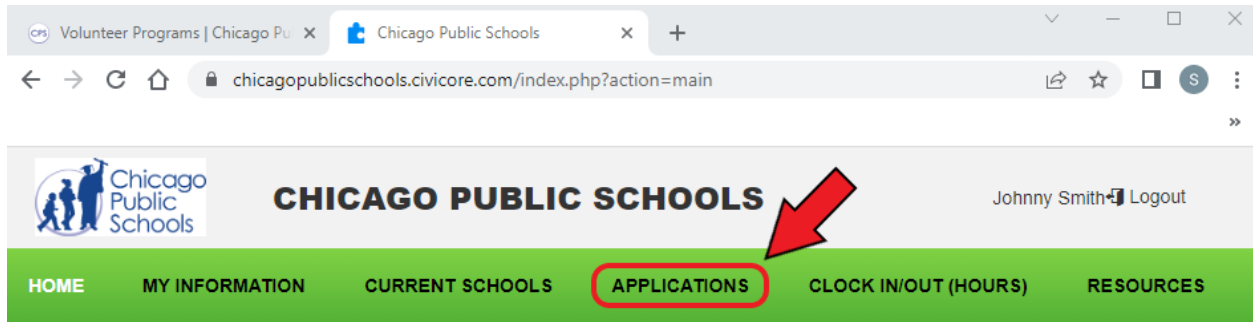 CPS Volunteer Programs | Chicago Pu
Chicago Public Schools
chicagopublicschools.civicore.com/index.php?action=main
S
Chicago
Public
Schools
CHICAGO PUBLIC SCHOOLS
Johnny Smith Logout
HOME MY INFORMATION CURRENT SCHOOLS APPLICATIONS CLOCK IN/OUT (HOURS) RESOURCES